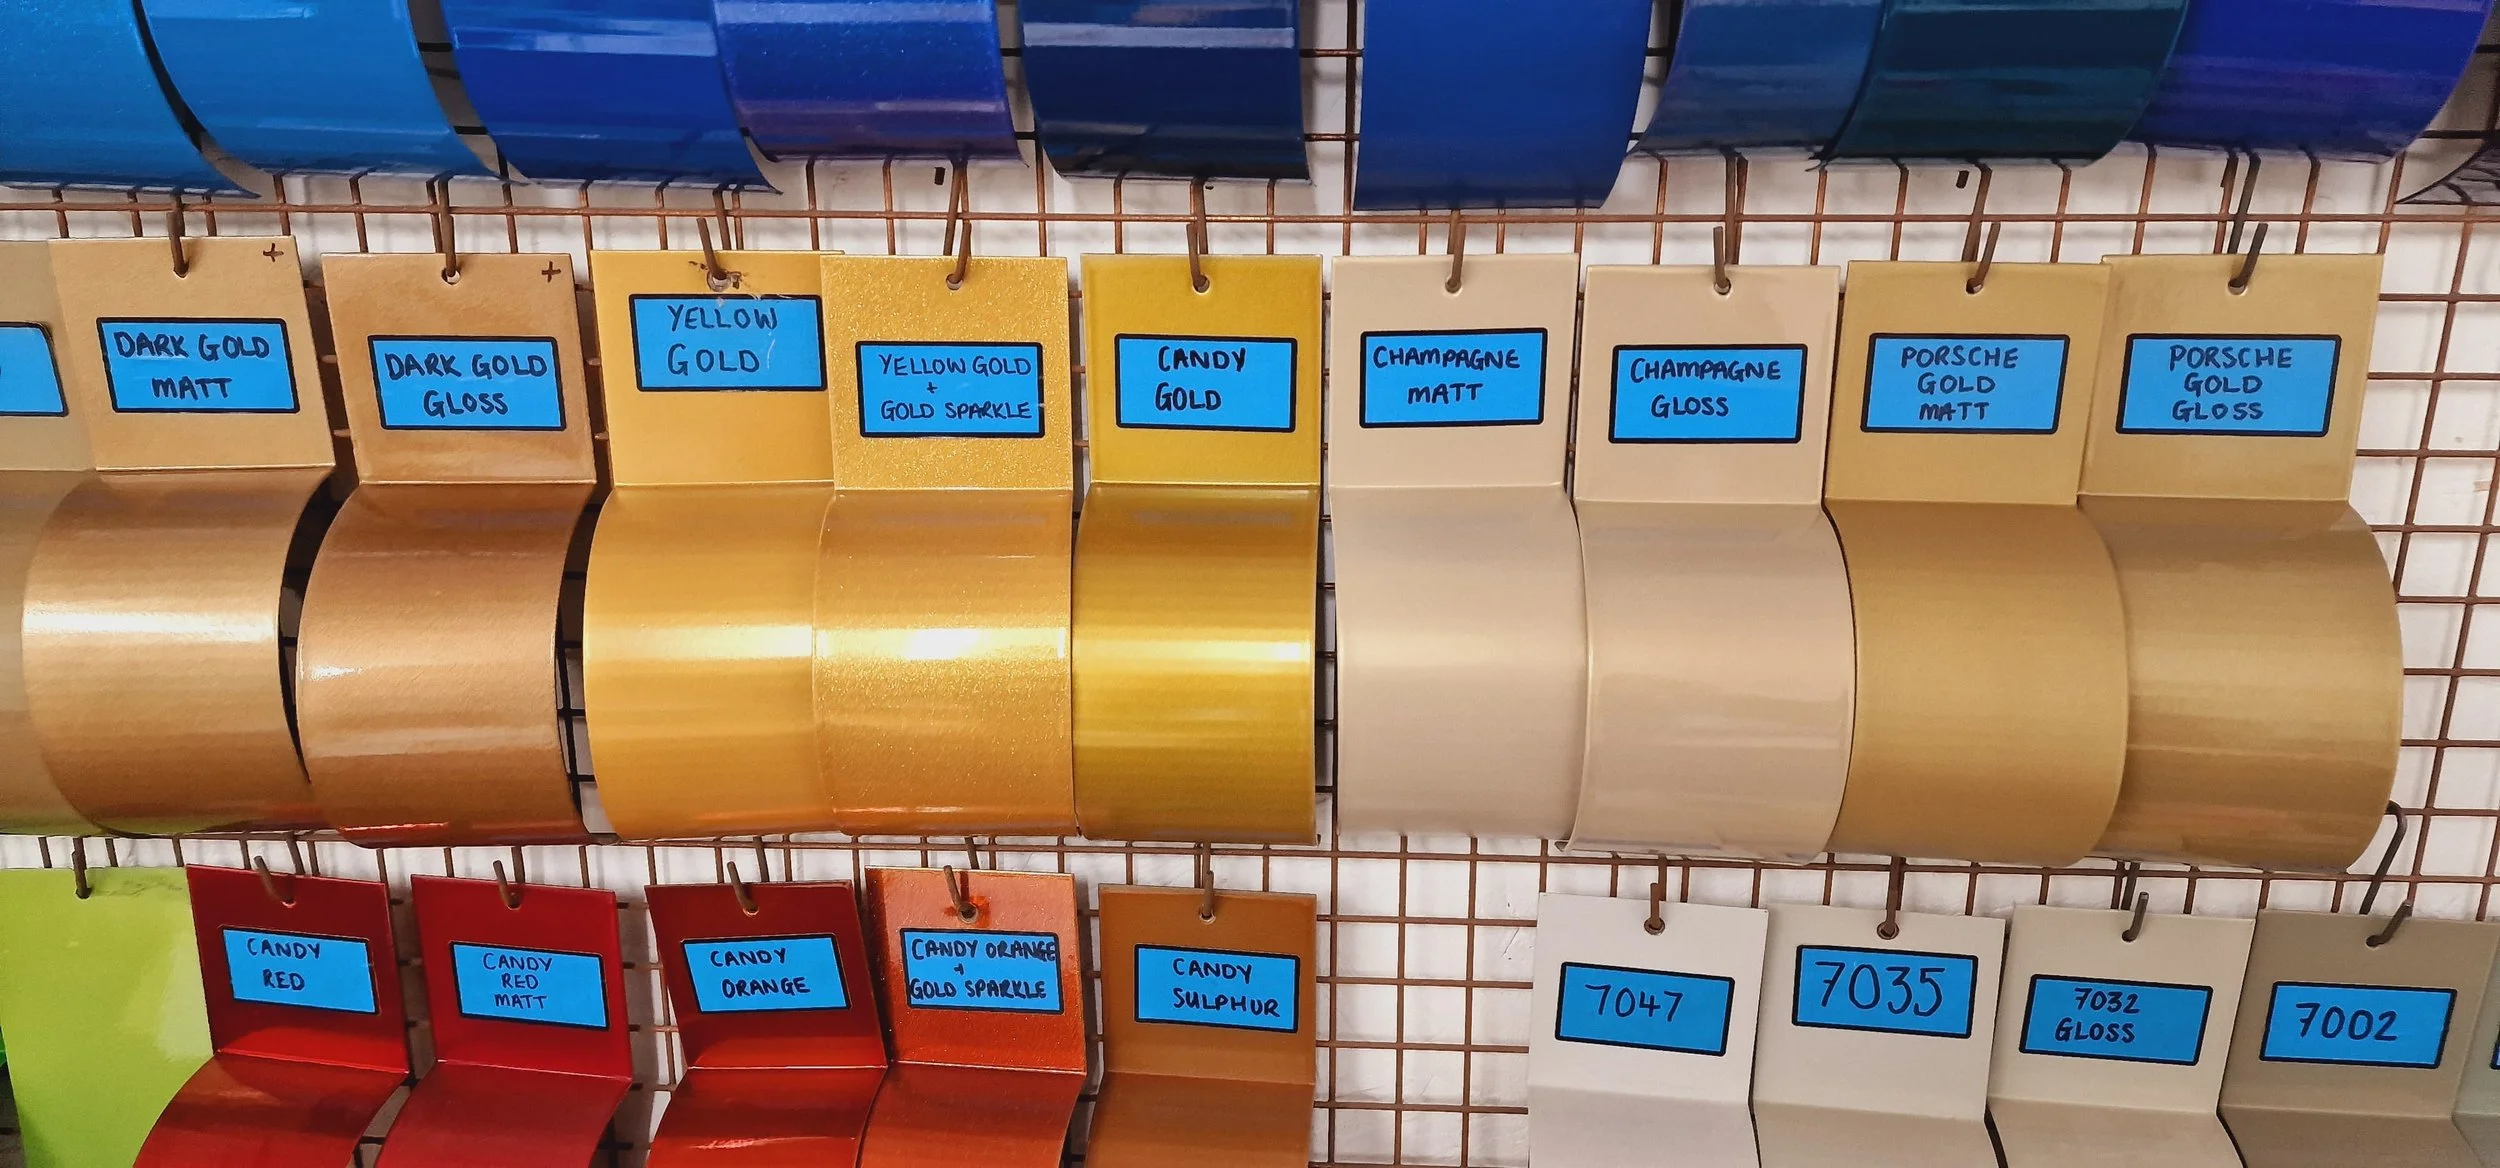 DARK GOLD
MATT
DARK GOLD
GLOSS
YELLOW
GOLD
YELLOW GOLD
+
GOLD SPARKLE
CANDY
GOLD
CHAMPAGNE
MATT
CHAMPAGNE
GLOSS
PORSCHE
GOLD
MATT
PORSCHE
GOLD
GLOSS
CANDY
RED
CANDY
RED
MATT
CANDY
ORANGE
CANDY ORANGE
+
GOLD SPARKLE
CANDY
SULPHUR
7047
7035
7032
GLOSS
7002